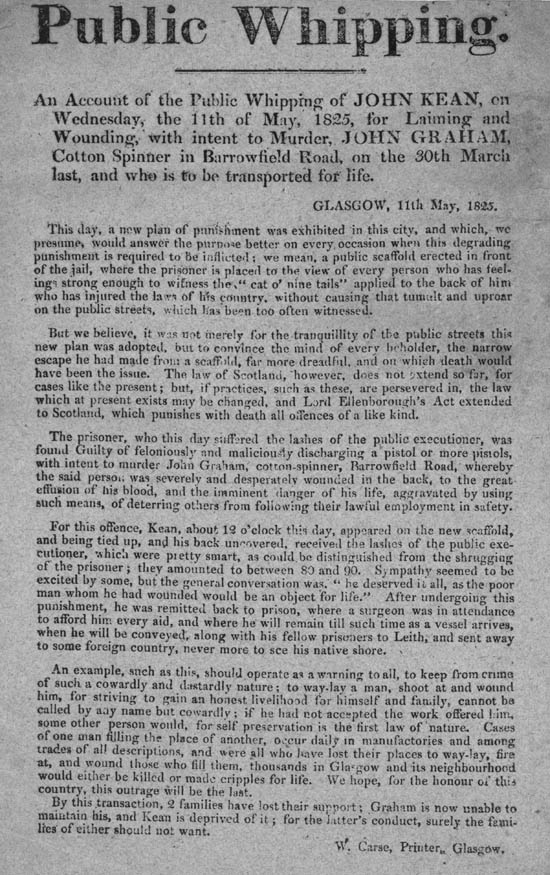 Public Whipping.
An Account of the Public Whipping of JOHN KEAN, on
Wednesday, the 11th of May, 1825, for Laiming and
Wounding, with intent to Murder, JOHN GRAHAM,
Cotton Spinner in Barrowfield Road, on the 30th March
last, and who is to be transported for life.
GLASGOW, 11th May, 1825.
This day, a new plan of punishment was exhibited in this city, and which, we
presume, would answer the purpose better on every occasion when this degrading
punishment is required to be inflicted; we mean, a public scaffold erected in front
of the jail, where the prisoner is placed to the view of every person who has feel-
ings strong enough to witness the "cat o' nine tails" applied to the back of him
who has injured the laws of his country, without causing that tumult and uproar
on the public streets, which has been too often witnessed.
But we believe, it was not merely for the tranquillity of the public streets this
new plan was adopted, but to convince the mind of every beholder, the narrow
escape he had made from a scaffold, far more dreadful, and on which death would
have been the issue. The law of Scotland, however, does not extend so far, for
cases like the present; but, if practices, such as these, are persevered in, the law
which at present exists may be changed, and Lord Ellenborough's Act extended
to Scotland, which punishes with death all offences of a like kind.
The prisoner, who this day suffered the lashes of the public executioner, was
found Guilty of feloniously and maliciously discharging a pistol or more pistols,
with intent to murder John Graham, cotton-spinner, Barrowfield Road, whereby
the said person was severely and desperately wounded in the back, to the great
effusion of his blood, and the imminent danger of his life, aggravated by using
such means, of deterring others from following their lawful employment in safety.
For this offence, Kean, about 12 o'clock this day, appeared on the new scaffold,
and being tied up, and his back uncovered, received the lashes of the public exe-
cutioner, which were pretty smart, as could be distinguished from the shrugging
of the prisoner; they amounted to between 80 and 90. Sympathy seemed to be
excited by some, but the general conversation was, "he deserved it all, as the poor
man whom he had wounded would be an object for life." After undergoing this
punishment, he was remitted back to prison, where a surgeon was in attendance
to afford him every aid, and where he will remain till such time as a vessel arrives,
when he will be conveyed, along with his fellow prisoners to Leith, and sent away
to some foreign country, never more to see his native shore.
An example, such as this, should operate as a warning to all, to keep from crime
of such a cowardly and dastardly nature; to way-lay a man, shoot at and wound
him, for striving to gain an honest livelihood for himself and family, cannot be
called by any name but cowardly; if he had not accepted the work offered him,
some other person would, for self preservation is the first law of nature. Cases
of one man filling the place of another, occur daily in manufactories and among
trades of all descriptions, and were all who have lost their places to way-lay, fire
at, and wound those who fill them, thousands in Glasgow and its neighbourhood
would either be killed or made cripples for life. We hope, for the honour of this
country, this outrage will be the last.
By this transaction, 2 families have lost their support; Graham is now unable to
maintain his, and Kean is deprived of it; for the latter's conduct, surely the fami-
lies of either should not want.
W. Carse, Printer, Glasgow.